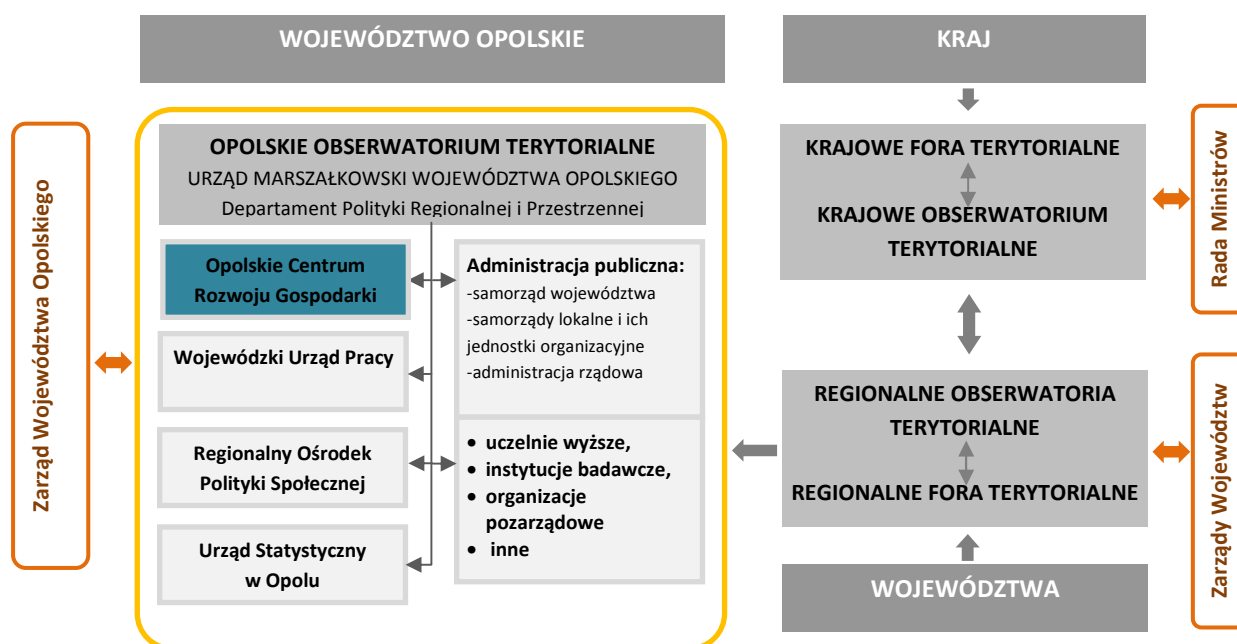 WOJEWÓDZTWO OPOLSKIE
Zarząd Województwa Opolskiego
OPOLSKIE OBSERWATORIUM TERYTORIALNE
URZĄD MARSZAŁKOWSKI WOJEWÓDZTWA OPOLSKIEGO
Departament Polityki Regionalnej i Przestrzennej
Opolskie Centrum
Rozwoju Gospodarki
Wojewódzki Urząd Pracy
Regionalny Ośrodek
Polityki Społecznej
Urząd Statystyczny
w Opolu
Administracja publiczna:
-samorząd województwa
-samorządy lokalne i ich
jednostki organizacyjne
-administracja rządowa
• uczelnie wyższe,
• instytucje badawcze,
• organizacje
pozarządowe
• inne
KRAJ
KRAJOWE FORA TERYTORIALNE
KRAJOWE OBSERWATORIUM
TERYTORIALNE
Rada Ministrów
REGIONALNE OBSERWATORIA
TERYTORIALNE
REGIONALNE FORA TERYTORIALNE
Zarządy Województw
WOJEWÓDZTWA